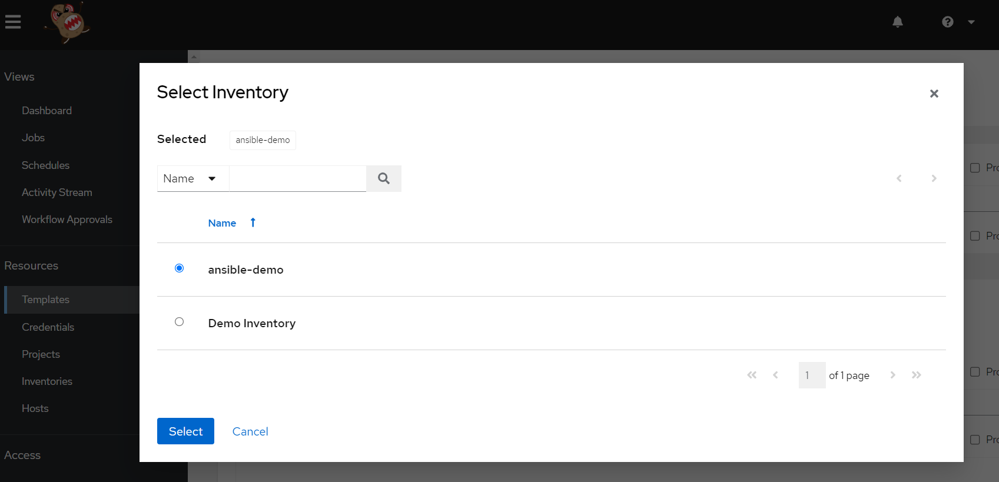 Views
Dashboard
Jobs
Schedules
Activity Stream
Workflow Approvals
Resources
Templates
Credentials
Projects
Inventories
Hosts
Access
Select Inventory
Selected ansible-demo
Name
Name
ansible-demo
Demo Inventory
1 of 1 page
Select Cancel
Pro
Pro
Pro
Pro